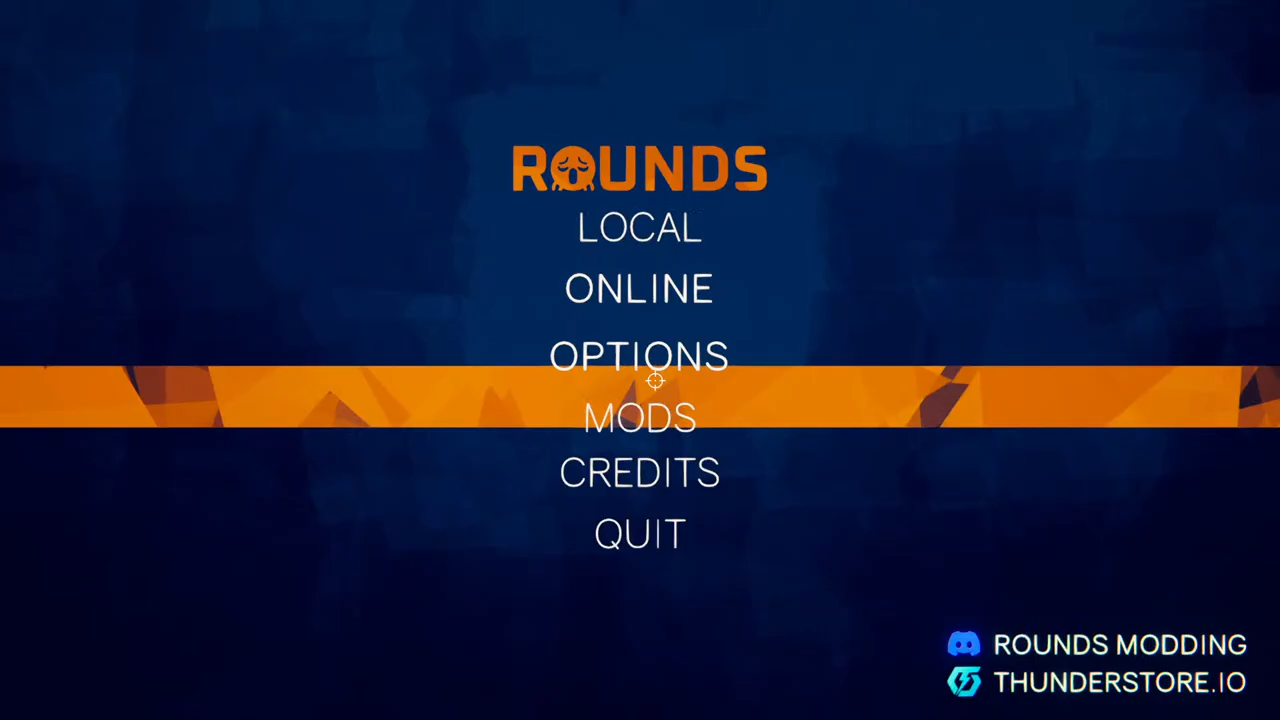 ROUNDS
LOCAL
ONLINE
OPTIONS
MODS
CREDITS
QUIT
ROUNDS MODDING
THUNDERSTORE.IO